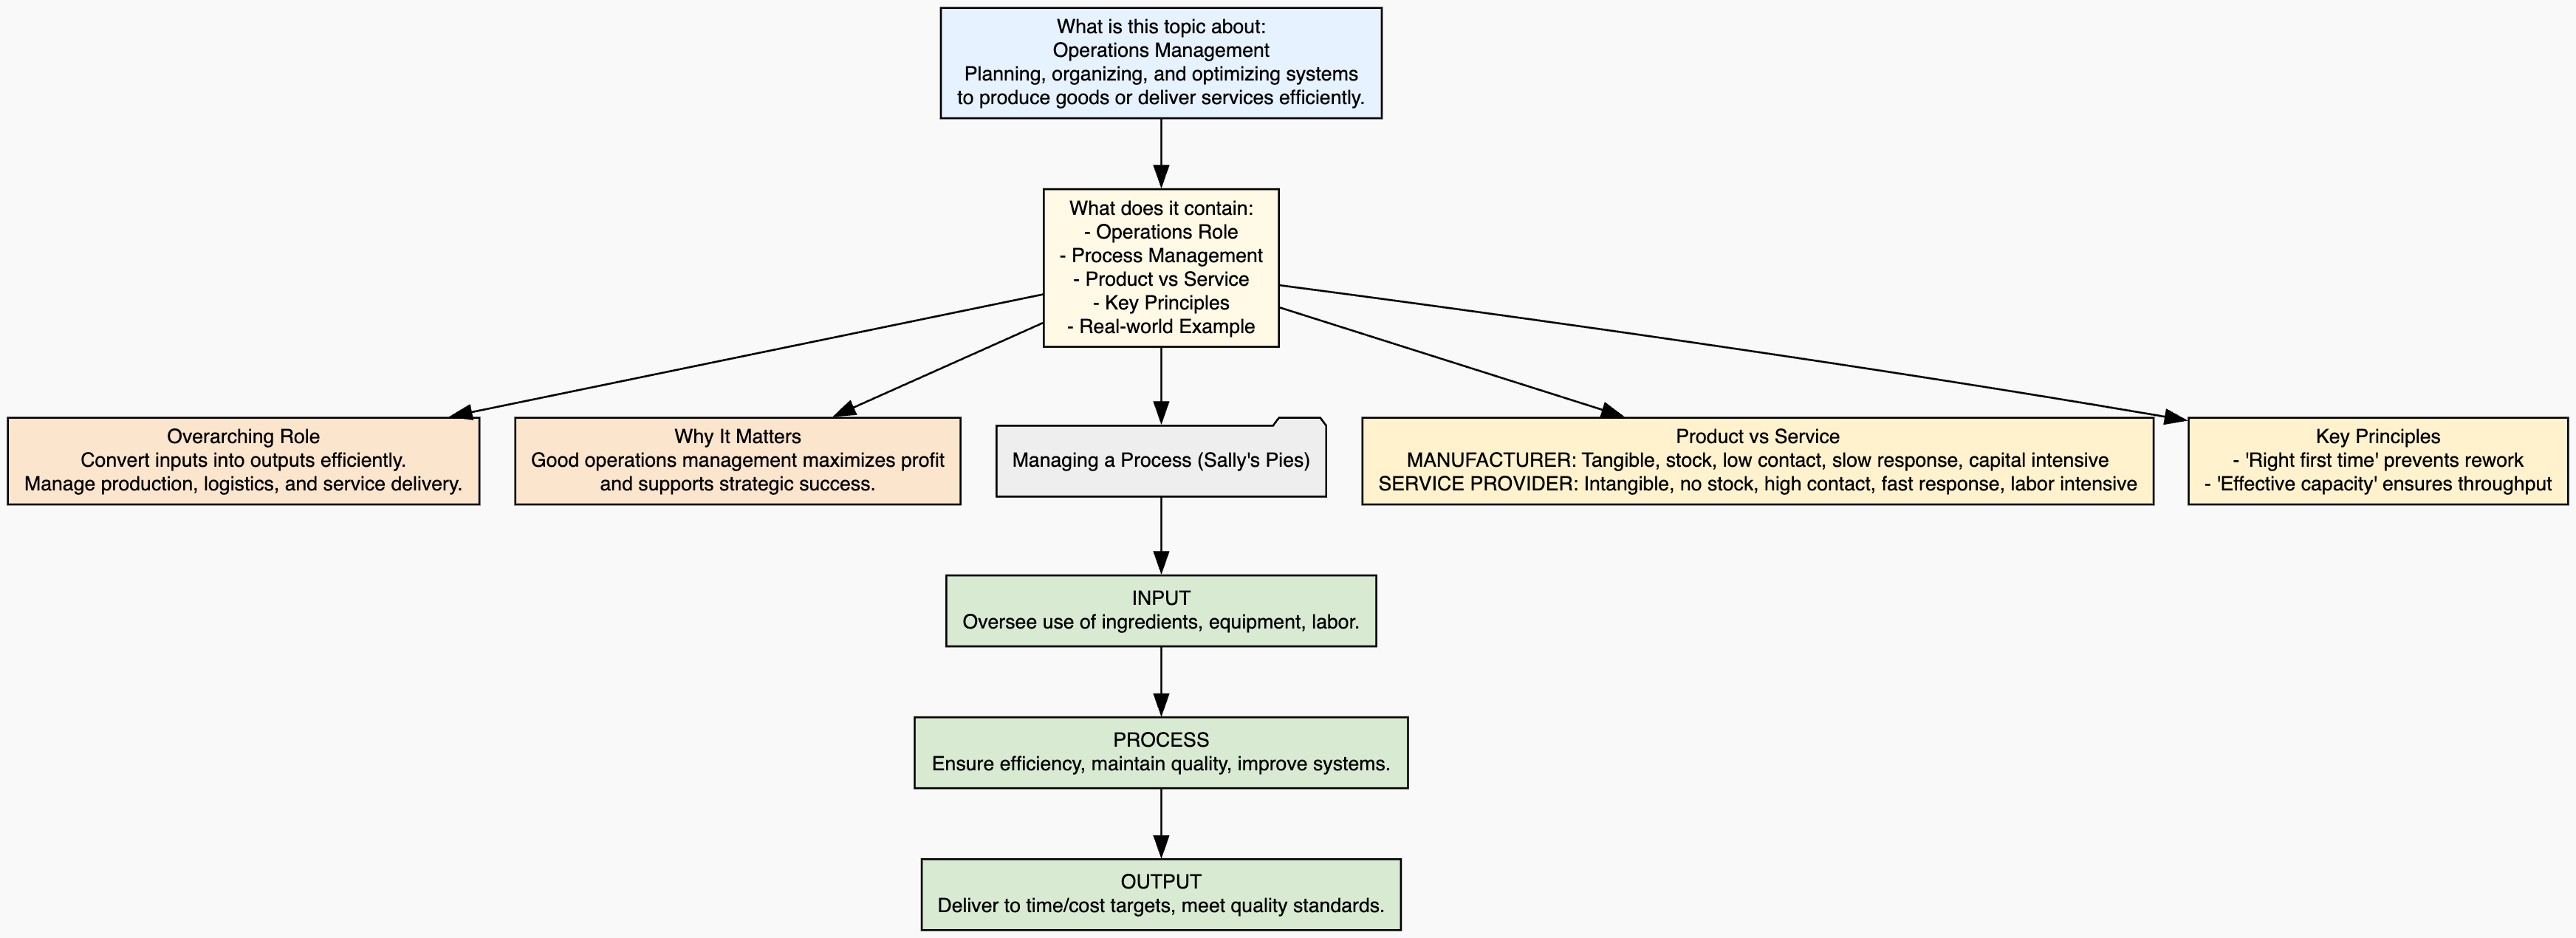 What is this topic about:
Operations Management
Planning, organizing, and optimizing systems
to produce goods or deliver services efficiently.
What does it contain:
- Operations Role
- Process Management
- Product vs Service
- Key Principles
- Real-world Example
Overarching Role
Convert inputs into outputs efficiently.
Manage production, logistics, and service delivery.
Why It Matters
Good operations management maximizes profit
and supports strategic success.
Managing a Process (Sally's Pies)
Product vs Service
MANUFACTURER: Tangible, stock, low contact, slow response, capital intensive
SERVICE PROVIDER: Intangible, no stock, high contact, fast response, labor intensive
Key Principles
- 'Right first time' prevents rework
- 'Effective capacity' ensures throughput
INPUT
Oversee use of ingredients, equipment, labor.
PROCESS
Ensure efficiency, maintain quality, improve systems.
OUTPUT
Deliver to time/cost targets, meet quality standards.